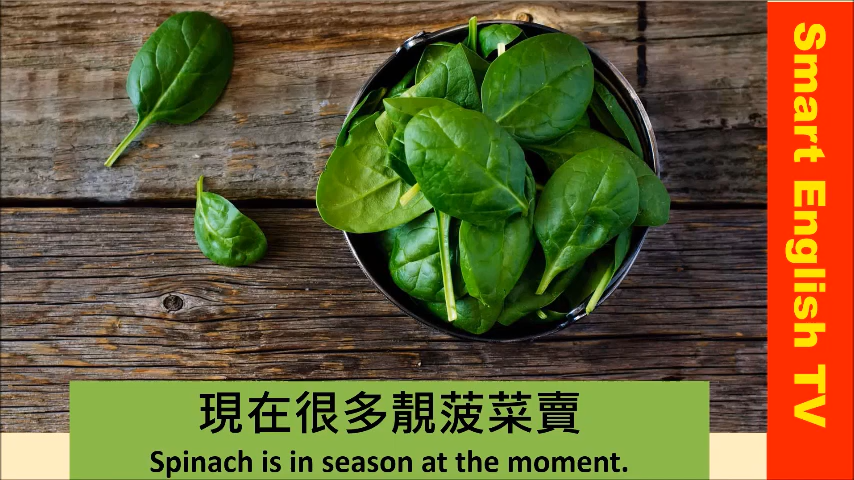 現在很多靚菠菜賣
Spinach is in season at the moment.
Smart English TV